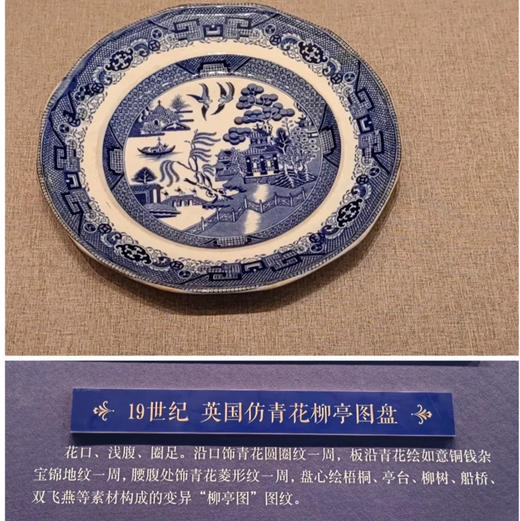 19世纪 英国仿青花柳亭图盘
花口、浅腹、圈足。沿口饰青花圆圈纹一周，板沿青花绘如意铜钱杂
宝锦地纹一周，腰腹处饰青花菱形纹一周，盘心绘梧桐、亭台、柳树、船桥、
双飞燕等素材构成的变异“柳亭图”图纹。